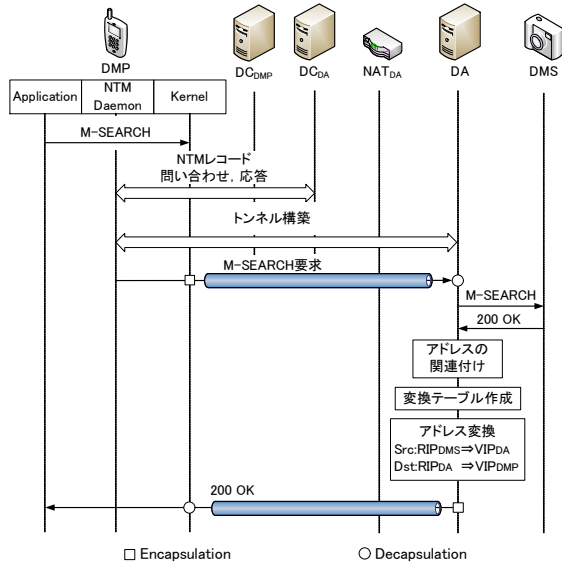 DMP
DC_DMP
DC_DA
NAT_DA
DA
DMS
Application
NTM
Daemon
Kernel
M-SEARCH
NTMレコード
問い合わせ，応答
トンネル構築
M-SEARCH要求
M-SEARCH
200 OK
アドレスの
関連付け
変換テーブル作成
アドレス変換
Src:RIPDMS⇒VIPDA
Dst:RIPDA ⇒VIPDMP
200 OK
Encapsulation
Decapsulation